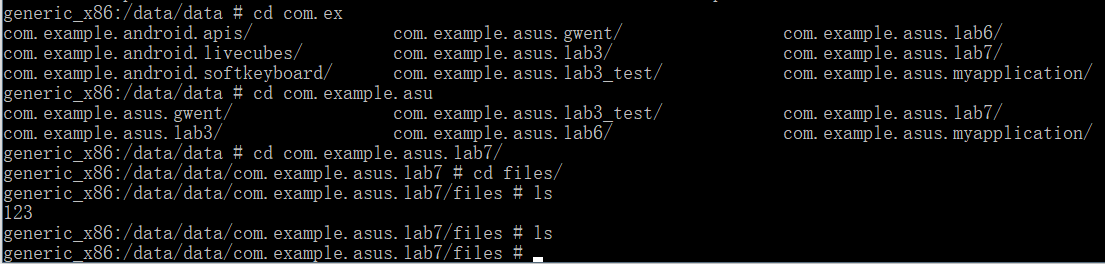 generic_x86:/data/data # cd com.ex
com.example.android.apis/ com.example.asus.gwent/ com.example.asus.lab6/
com.example.android.livecubes/ com.example.asus.lab3/ com.example.asus.lab7/
com.example.android.softkeyboard/ com.example.asus.lab3_test/ com.example.asus.myapplication/
generic_x86:/data/data # cd com.example.asu
com.example.asus.gwent/ com.example.asus.lab3_test/ com.example.asus.lab7/
com.example.asus.lab3/ com.example.asus.lab6/ com.example.asus.myapplication/
generic_x86:/data/data # cd com.example.asus.lab7/
generic_x86:/data/data/com.example.asus.lab7 # cd files/
generic_x86:/data/data/com.example.asus.lab7/files # ls
123
generic_x86:/data/data/com.example.asus.lab7/files # ls
generic_x86:/data/data/com.example.asus.lab7/files #